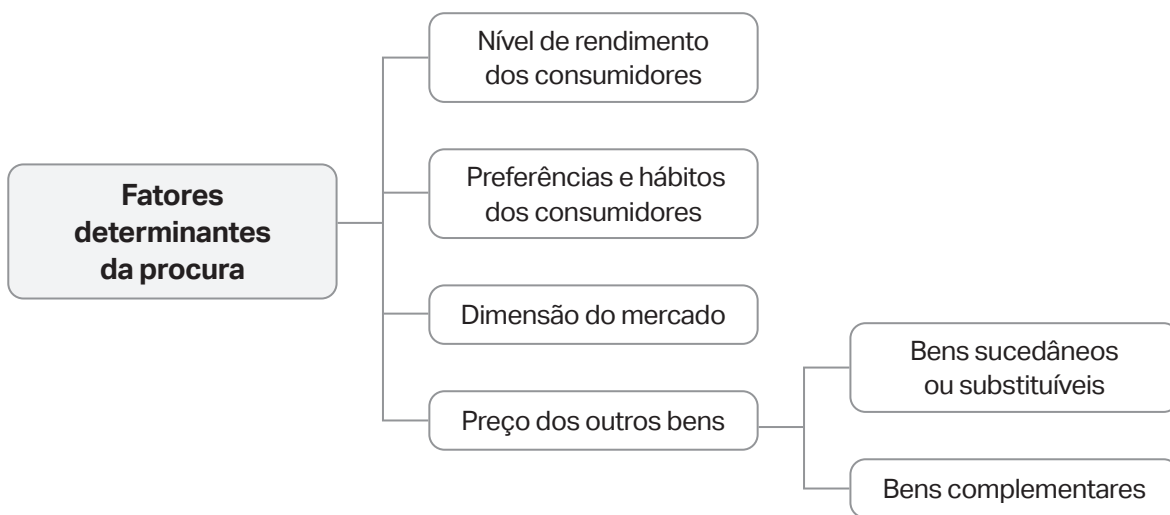 Fatores
determinantes
da procura
Nível de rendimento
dos consumidores
Preferências e hábitos
dos consumidores
Dimensão do mercado
Preço dos outros bens
Bens sucedâneos
ou substituíveis
Bens complementares